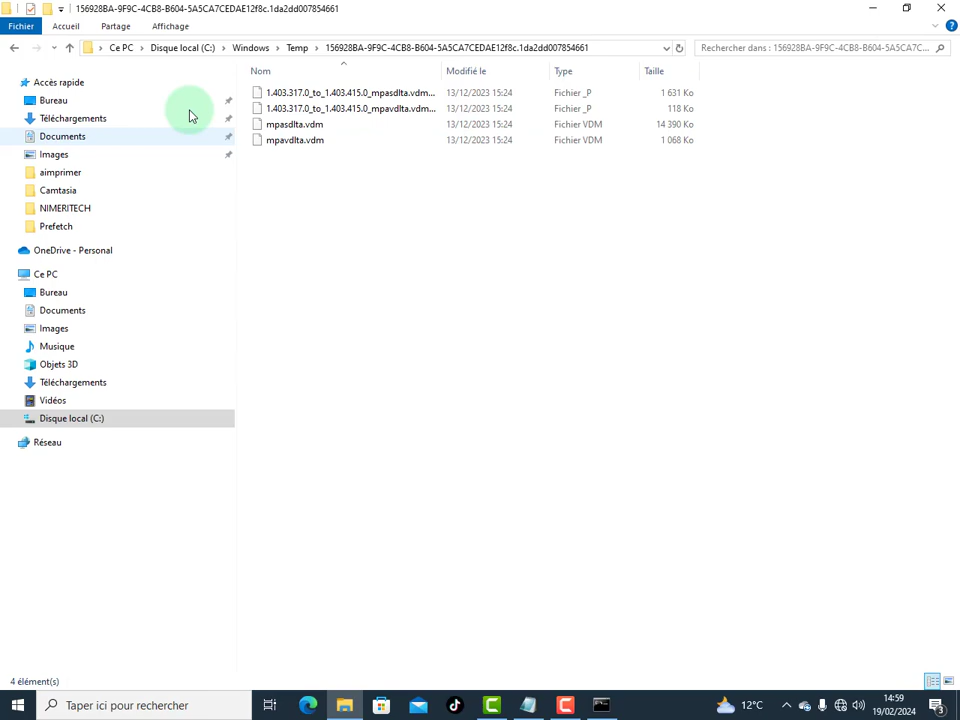 156928BA-9F9C-4CB8-B604-5A5CA7CEDAE12f8c.1da2dd007854661
Fichier Accueil Partage Affichage
Ce PC Disque local (C:) Windows Temp 156928BA-9F9C-4CB8-B604-5A5CA7CEDAE12f8c.1da2dd007854661
Rechercher dans : 156928BA-9F9C-4CB8-B604-5A5CA7C...
Accès rapide
Bureau
Téléchargements
Documents
Images
aimprimer
Camtasia
NIMERITECH
Prefetch
OneDrive - Personal
Ce PC
Bureau
Documents
Images
Musique
Objets 3D
Téléchargements
Vidéos
Disque local (C:)
Réseau
Nom Modifié le Type Taille
1.403.317.0_to_1.403.415.0_mpasdlta.vdm... 13/12/2023 15:24 Fichier _P 1 631 Ko
1.403.317.0_to_1.403.415.0_mpavdlta.vdm... 13/12/2023 15:24 Fichier _P 118 Ko
mpasdlta.vdm 13/12/2023 15:24 Fichier VDM 14 390 Ko
mpavdlta.vdm 13/12/2023 15:24 Fichier VDM 1 068 Ko
4 élément(s)
Taper ici pour rechercher
12°C
14:59
19/02/2024
3